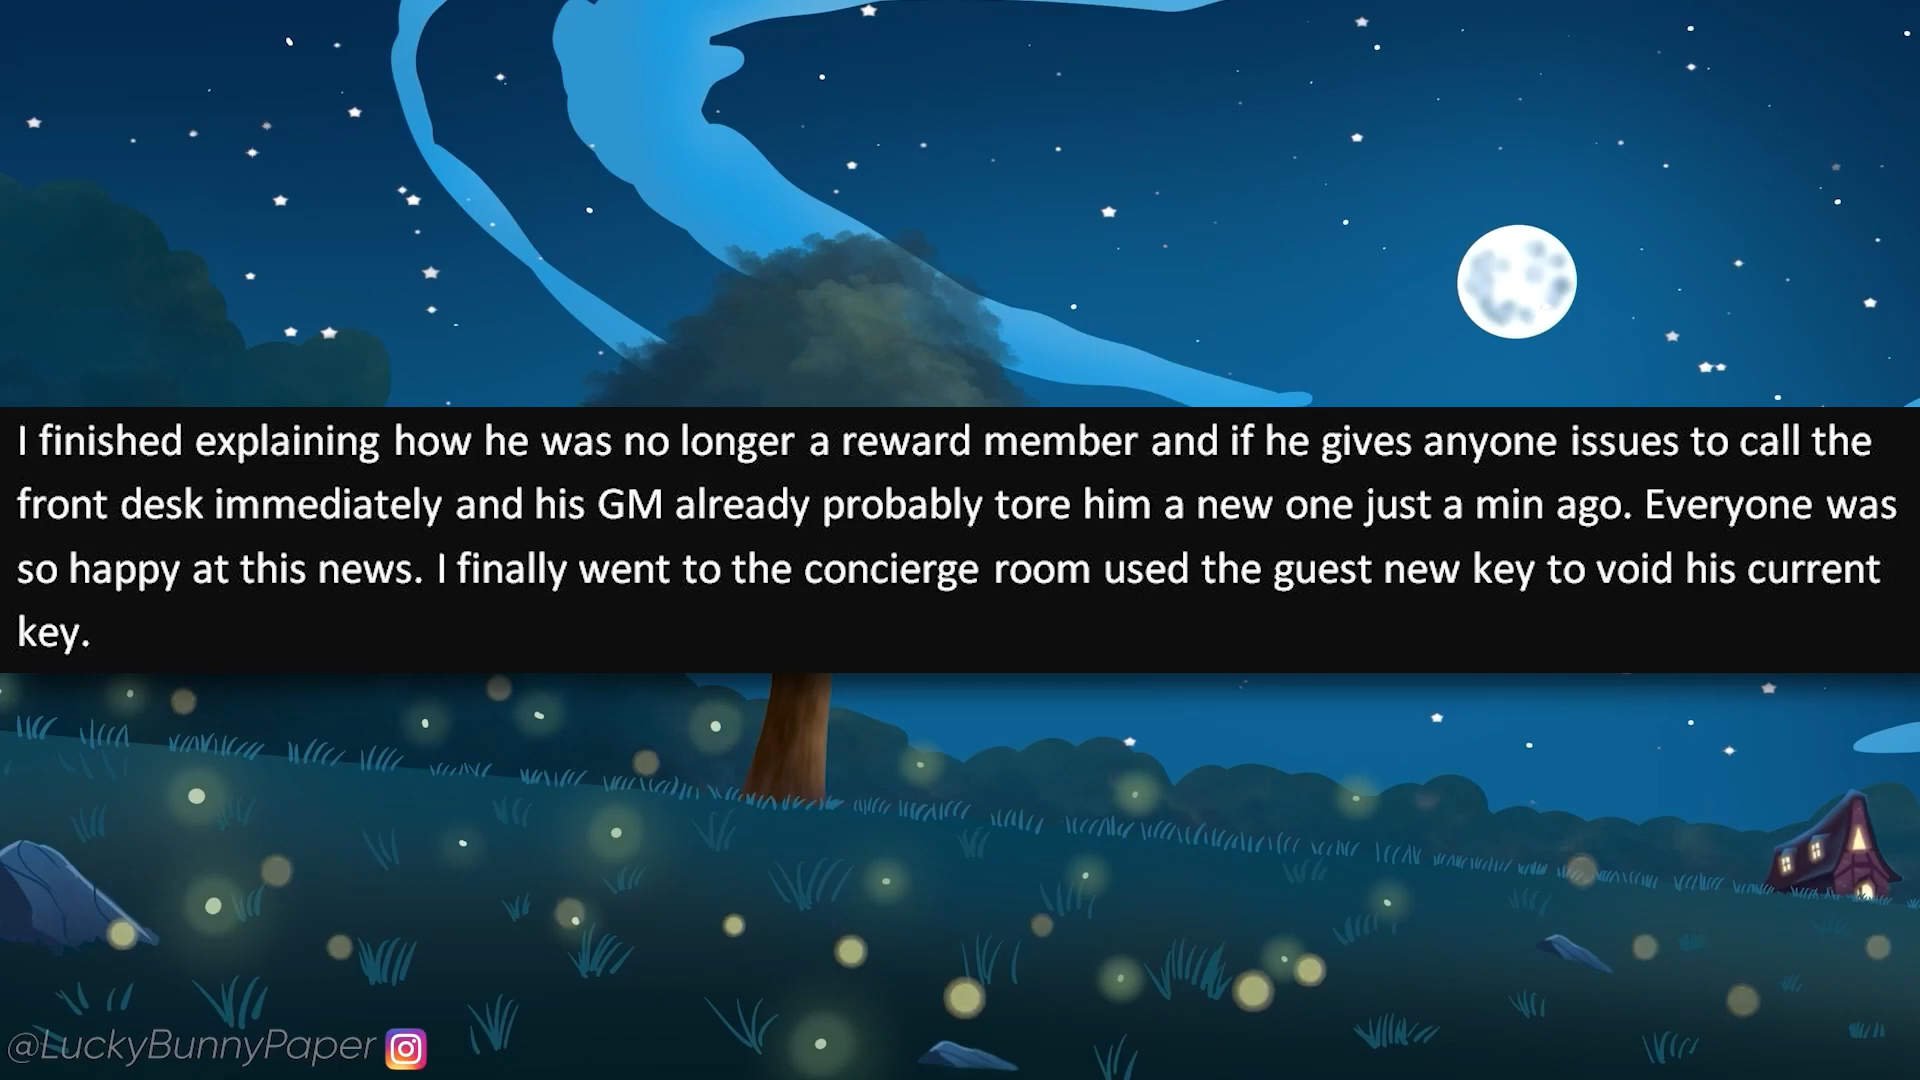 I finished explaining how he was no longer a reward member and if he gives anyone issues to call the
front desk immediately and his GM already probably tore him a new one just a min ago. Everyone was
so happy at this news. I finally went to the concierge room used the guest new key to void his current
key.
@LuckyBunnyPaper